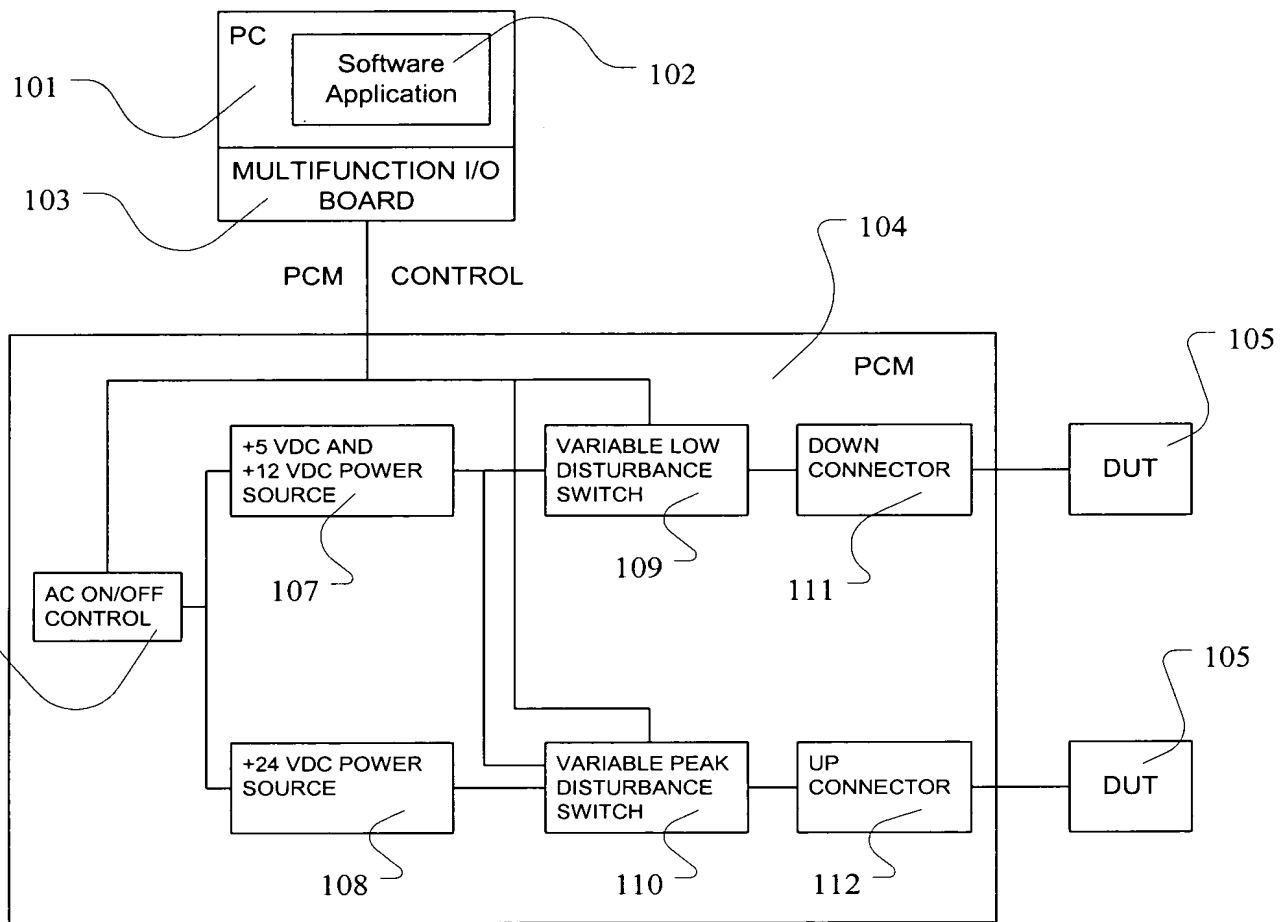 PC
Software
Application
102
101
MULTIFUNCTION I/O
BOARD
103
PCM CONTROL
104
PCM
105
+5 VDC AND
+12 VDC POWER
SOURCE
VARIABLE LOW
DISTURBANCE
SWITCH
DOWN
CONNECTOR
DUT
107
109
111
AC ON/OFF
CONTROL
105
+24 VDC POWER
SOURCE
VARIABLE PEAK
DISTURBANCE
SWITCH
UP
CONNECTOR
DUT
108
110
112